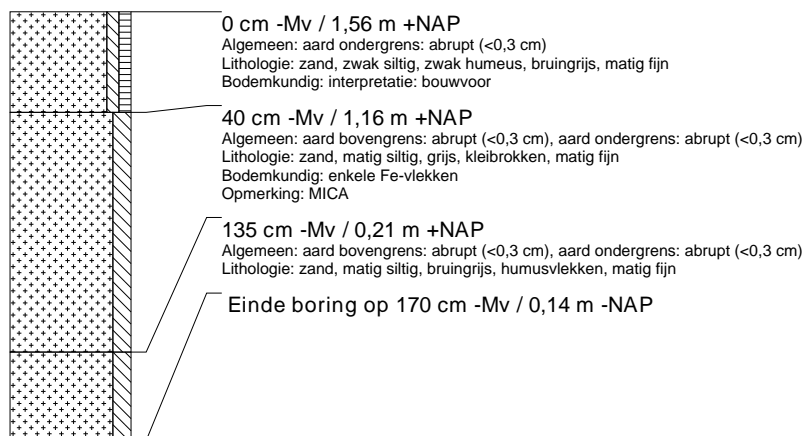 0 cm -Mv / 1,56 m +NAP
Algemeen: aard ondergrens: abrupt (<0,3 cm)
Lithologie: zand, zwak siltig, zwak humeus, bruingrijs, matig fijn
Bodemkundig: interpretatie: bouwvoor
40 cm -Mv / 1,16 m +NAP
Algemeen: aard bovengrens: abrupt (<0,3 cm), aard ondergrens: abrupt (<0,3 cm)
Lithologie: zand, matig siltig, grijs, kleibrokken, matig fijn
Bodemkundig: enkele Fe-vlekken
Opmerking: MICA
135 cm -Mv / 0,21 m +NAP
Algemeen: aard bovengrens: abrupt (<0,3 cm), aard ondergrens: abrupt (<0,3 cm)
Lithologie: zand, matig siltig, bruingrijs, humusvlekken, matig fijn
Einde boring op 170 cm -Mv / 0,14 m -NAP